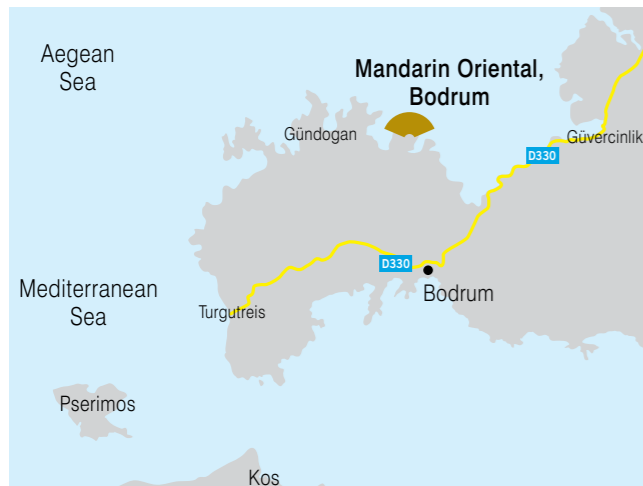 Aegean
Sea
Mandarin Oriental,
Bodrum
Gündogan
Güvercinlik
D330
D330
Bodrum
Mediterranean
Sea
Turgutreis
Pserimos
Kos